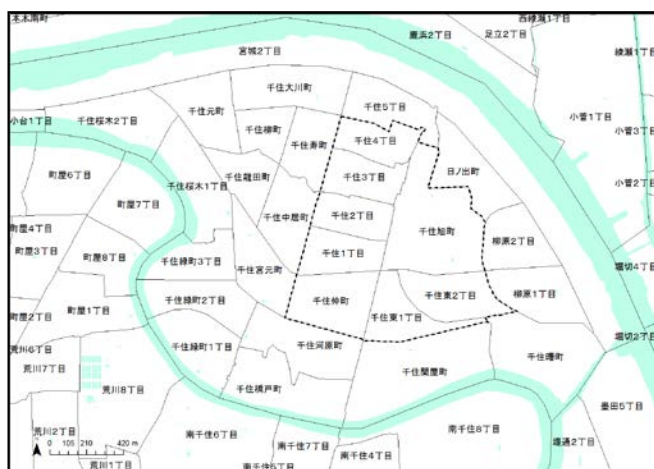 本木南町
西綾瀬1丁目
鹿浜2丁目
足立2丁目
宮城2丁目
綾瀬1丁目
千住大川町
千住5丁目
小台1丁目
千住桜木2丁目
千住元町
千住柳町
千住寿町
千住4丁目
小菅1丁目
小菅3丁目
町屋6丁目
千住桜木1丁目
千住龍田町
千住3丁目
日ノ出町
小菅2丁目
町屋7丁目
千住中居町
千住2丁目
千住旭町
町屋4丁目
町屋3丁目
町屋8丁目
千住緑町3丁目
千住宮元町
千住1丁目
柳原2丁目
堀切4丁目
町屋2丁目
町屋1丁目
千住緑町2丁目
千住仲町
千住東1丁目
千住東2丁目
柳原1丁目
荒川6丁目
荒川7丁目
千住緑町1丁目
千住河原町
堀切2丁目
千住曙町
荒川8丁目
千住橋戸町
千住関屋町
墨田5丁目
荒川2丁目
南千住6丁目
南千住7丁目
南千住8丁目
堤通2丁目
0 105 210 420 m
荒川1丁目
南千住5丁目
南千住4丁目